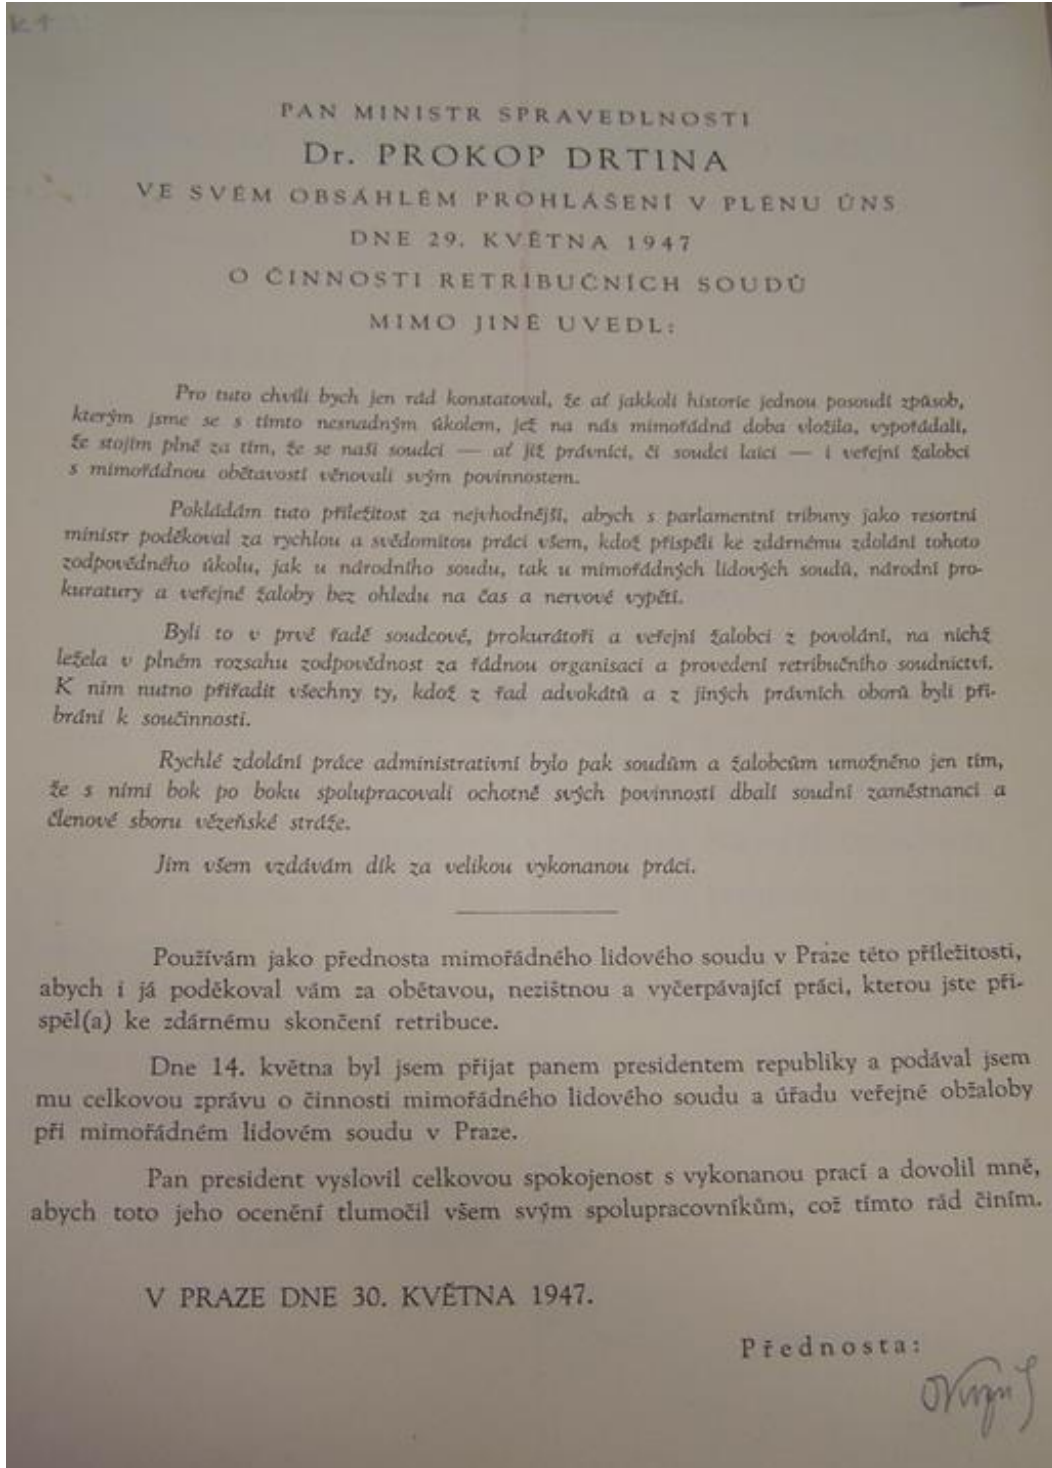 K 1
PAN MINISTR SPRAVEDLNOSTI
Dr. PROKOP DRTINA
VE SVÉM OBSÁHLÉM PROHLÁŠENÍ V PLENU ÚNS
DNE 29. KVĚTNA 1947
O ČINNOSTI RETRIBUČNÍCH SOUDŮ
MIMO JINÉ UVEDL:
Pro tuto chvíli bych jen rád konstatoval, že ať jakkoli historie jednou posoudí způsob,
kterým jsme se s tímto nesnadným úkolem, jež na nás mimořádná doba vložila, vypořádali,
že stojím plně za tím, že se naši soudci — ať již právníci, či soudci laici — i veřejní žalobci
s mimořádnou obětavostí věnovali svým povinnostem.
Pokládám tuto příležitost za nejvhodnější, abych s parlamentní tribuny jako resortní
ministr poděkoval za rychlou a svědomitou práci všem, kdož přispěli ke zdárnému zdolání tohoto
zodpovědného úkolu, jak u národního soudu, tak u mimořádných lidových soudů, národní pro-
kuratury a veřejné žaloby bez ohledu na čas a nervové vypětí.
Byli to v prvé řadě soudcové, prokurátoři a veřejní žalobci z povolání, na nichž
ležela v plném rozsahu zodpovědnost za řádnou organisaci a provedení retribučního soudnictví.
K nim nutno přiřadit všechny ty, kdož z řad advokátů a z jiných právních oborů byli při-
bráni k součinnosti.
Rychlé zdolání práce administrativní bylo pak soudům a žalobcům umožněno jen tím,
že s nimi bok po boku spolupracovali ochotně svých povinností dbalí soudní zaměstnanci a
členové sboru vězeňské stráže.
Jim všem vzdávám dík za velikou vykonanou práci.
Používám jako přednosta mimořádného lidového soudu v Praze této příležitosti,
abych i já poděkoval vám za obětavou, nezištnou a vyčerpávající práci, kterou jste při-
spěl(a) ke zdárnému skončení retribuce.
Dne 14. května byl jsem přijat panem presidentem republiky a podával jsem
mu celkovou zprávu o činnosti mimořádného lidového soudu a úřadu veřejné obžaloby
při mimořádném lidovém soudu v Praze.
Pan president vyslovil celkovou spokojenost s vykonanou prací a dovolil mně,
abych toto jeho ocenění tlumočil všem svým spolupracovníkům, což tímto rád činím.
V PRAZE DNE 30. KVĚTNA 1947.
Přednosta: